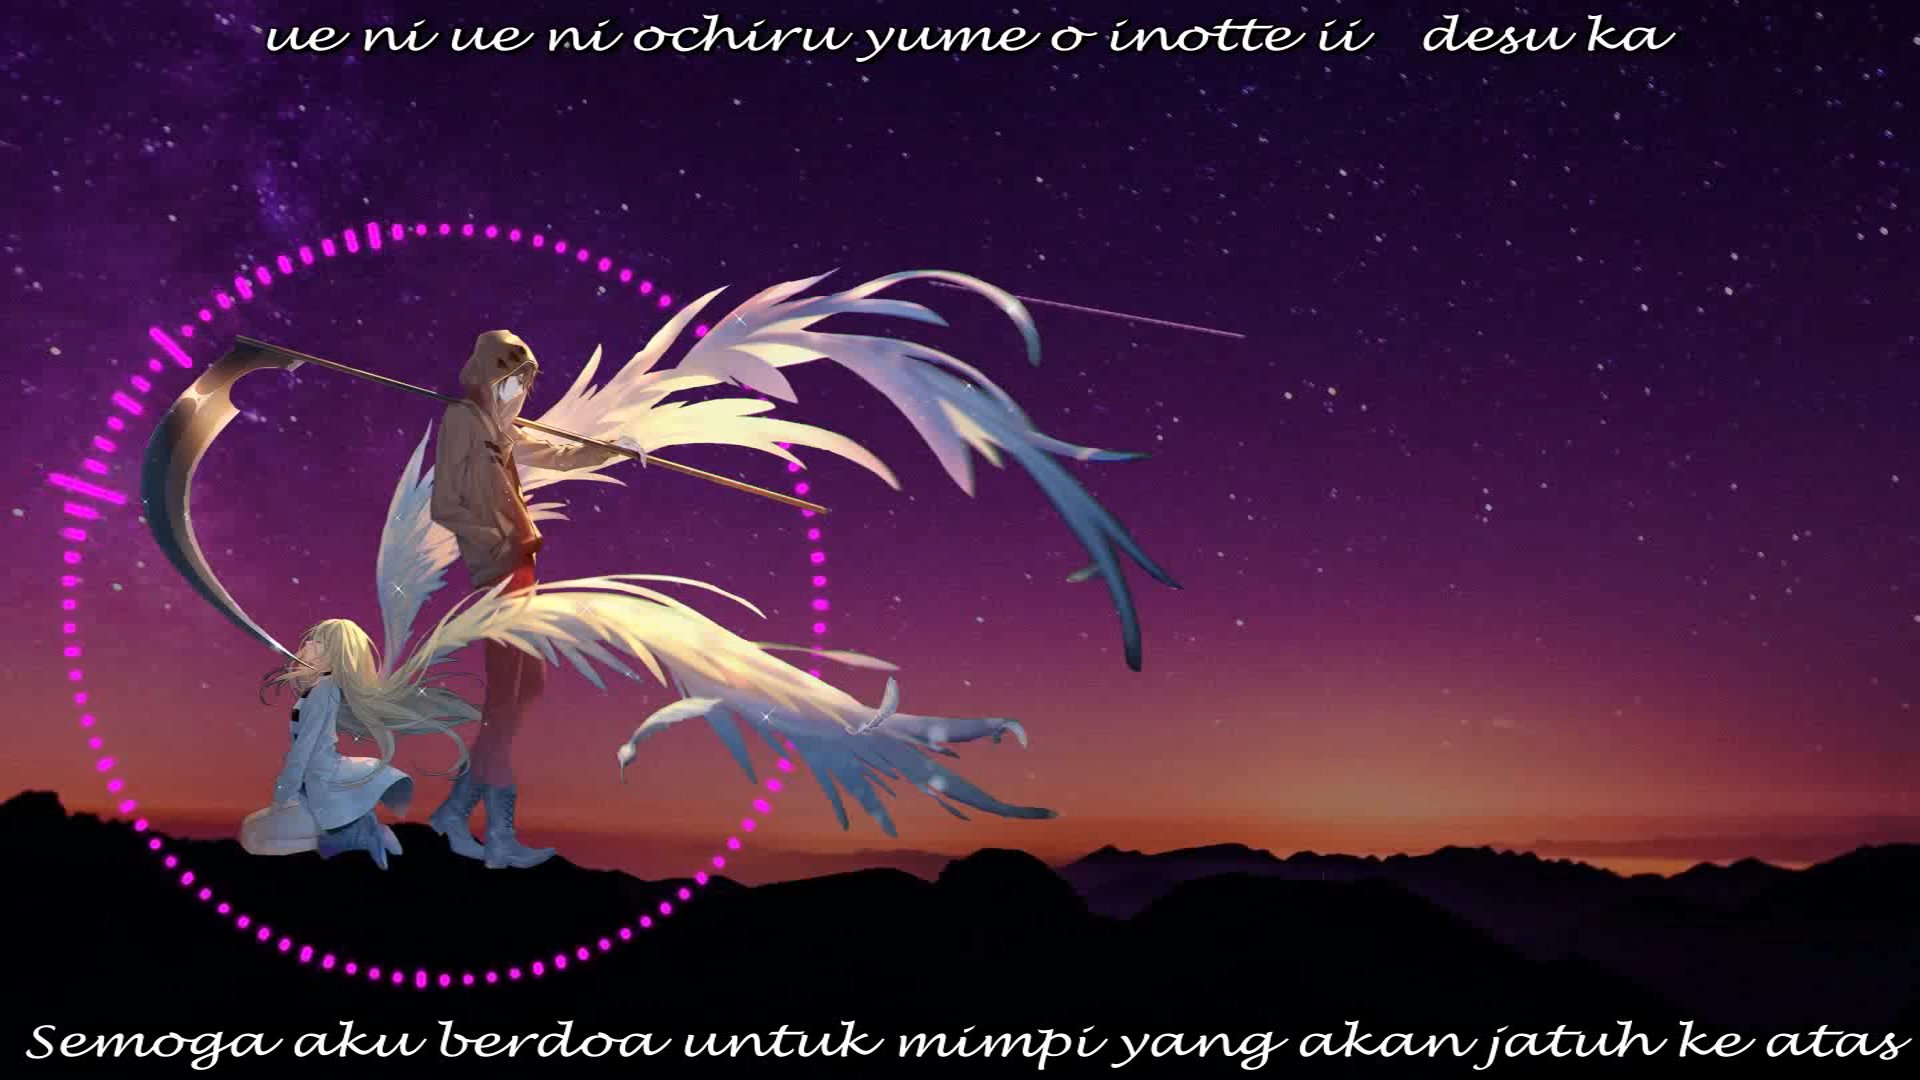 ue ni ue ni ochiru yume o inotte ii desu ka
Semoga aku berdoa untuk mimpi yang akan jatuh ke atas